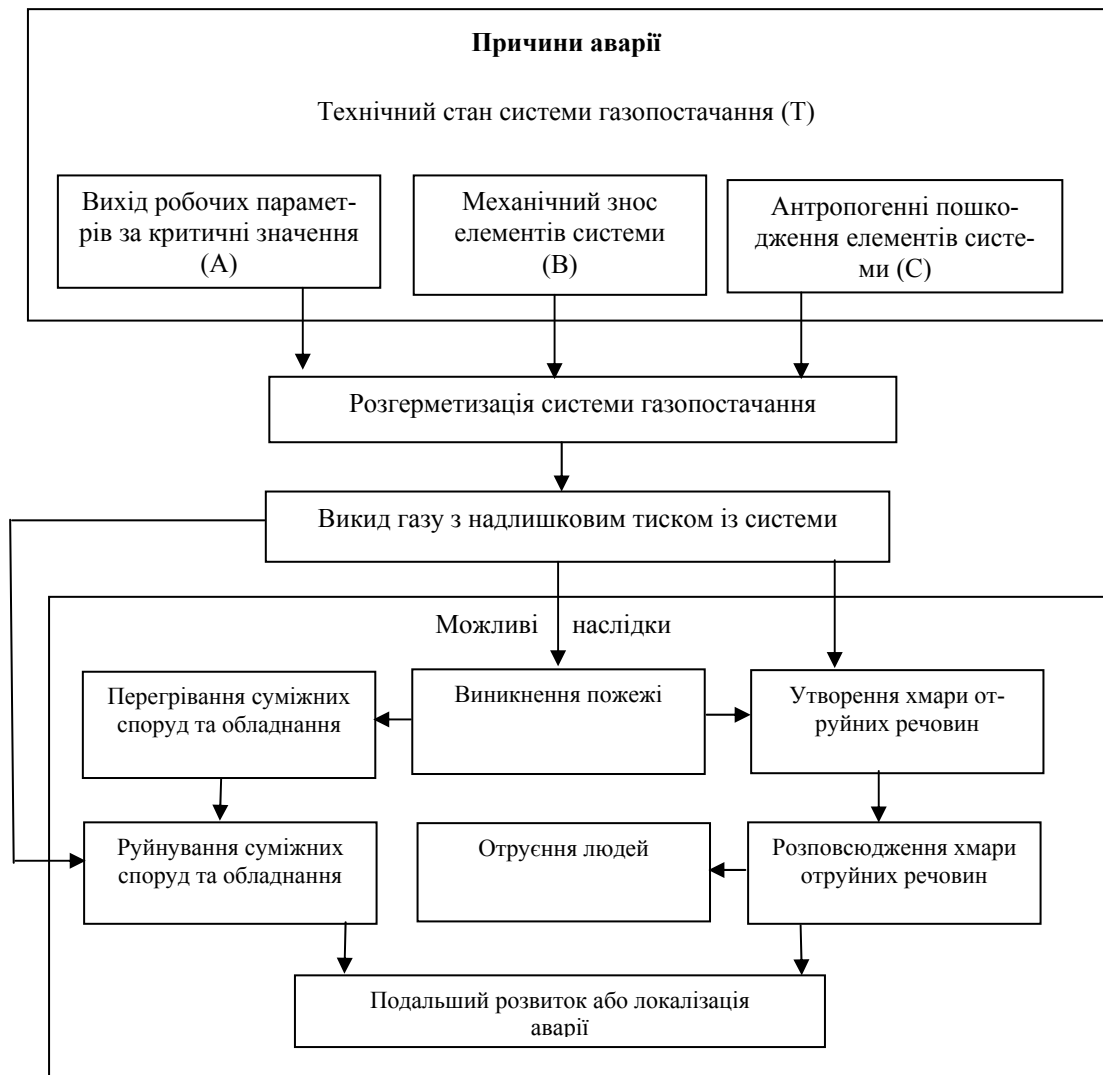 Причини аварії
Технічний стан системи газопостачання (Т)
Вихід робочих парамет-
рів за критичні значення
(А)
Механічний знос
елементів системи
(В)
Антропогенні пошко-
дження елементів систе-
ми (С)
Розгерметизація системи газопостачання
Викид газу з надлишковим тиском із системи
Можливі наслідки
Перегрівання суміжних
споруд та обладнання
Виникнення пожежі
Утворення хмари от-
руйних речовин
Руйнування суміжних
споруд та обладнання
Отруєння людей
Розповсюдження хмари
отруйних речовин
Подальший розвиток або локалізація
аварії